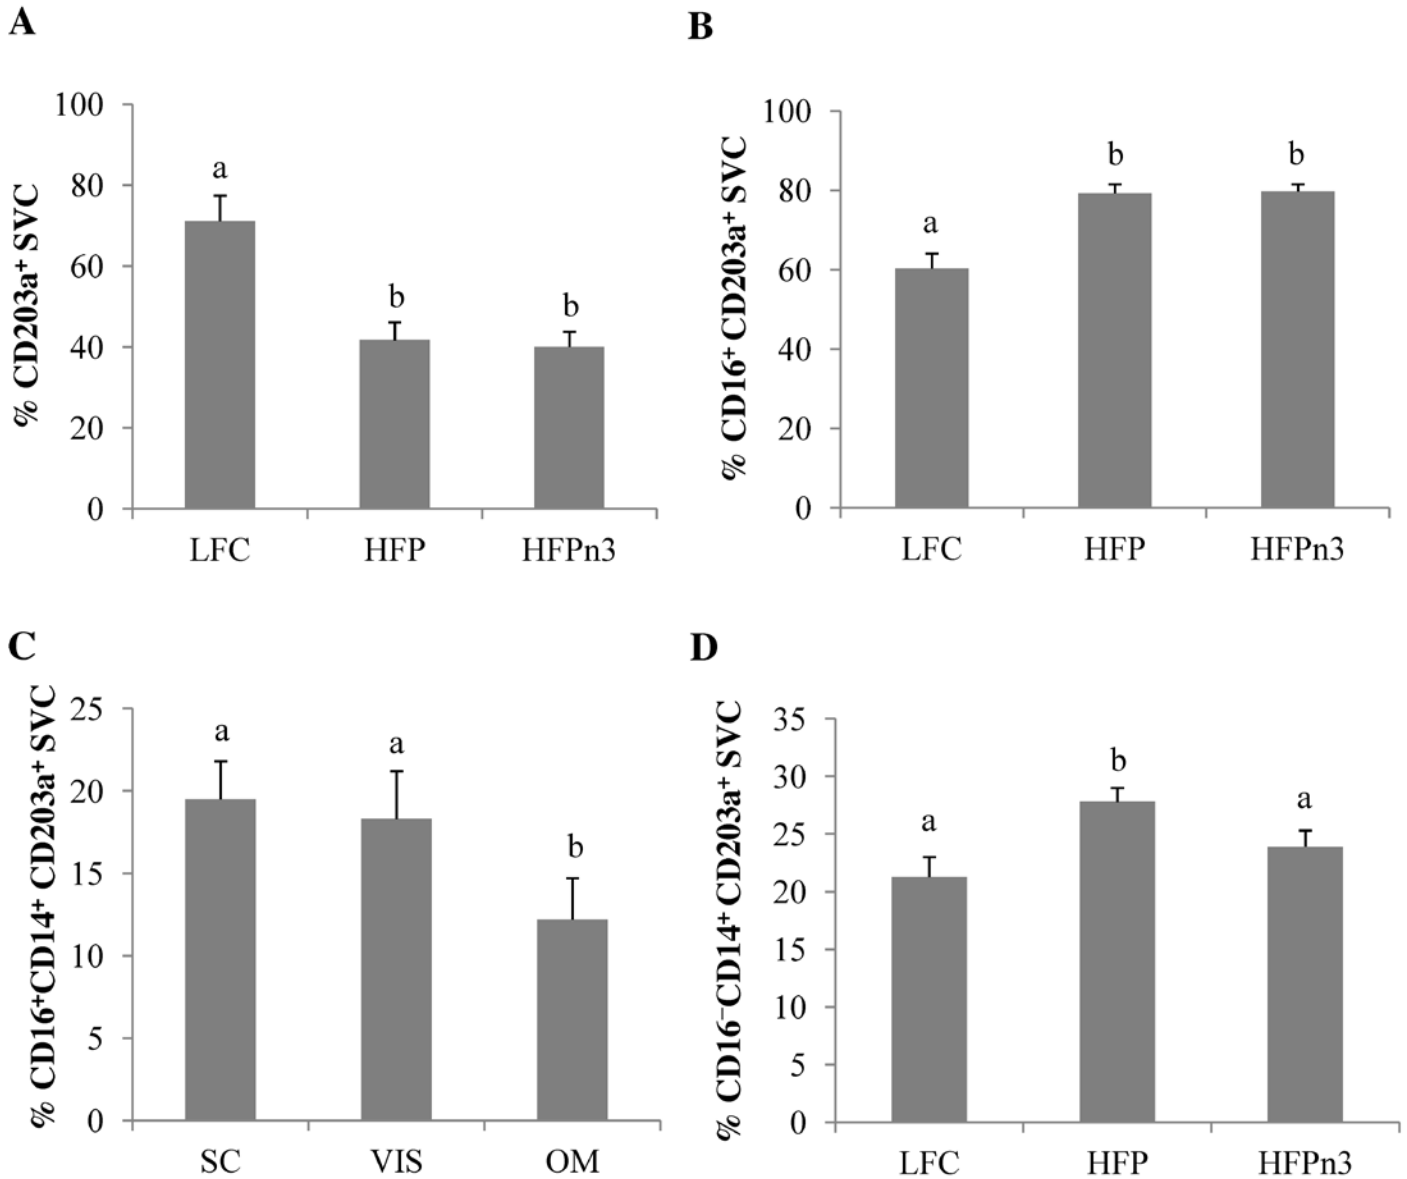 A
% CD203a⁺ SVC
100
80
60
40
20
0
a
b
b
LFC HFP HFPn3
B
% CD16⁺ CD203a⁺ SVC
100
80
60
40
20
0
a
b
b
LFC HFP HFPn3
C
% CD16⁺CD14⁺ CD203a⁺ SVC
25
20
15
10
5
0
a
a
b
SC VIS OM
D
% CD16⁻CD14⁺ CD203a⁺ SVC
35
30
25
20
15
10
5
0
a
b
a
LFC HFP HFPn3